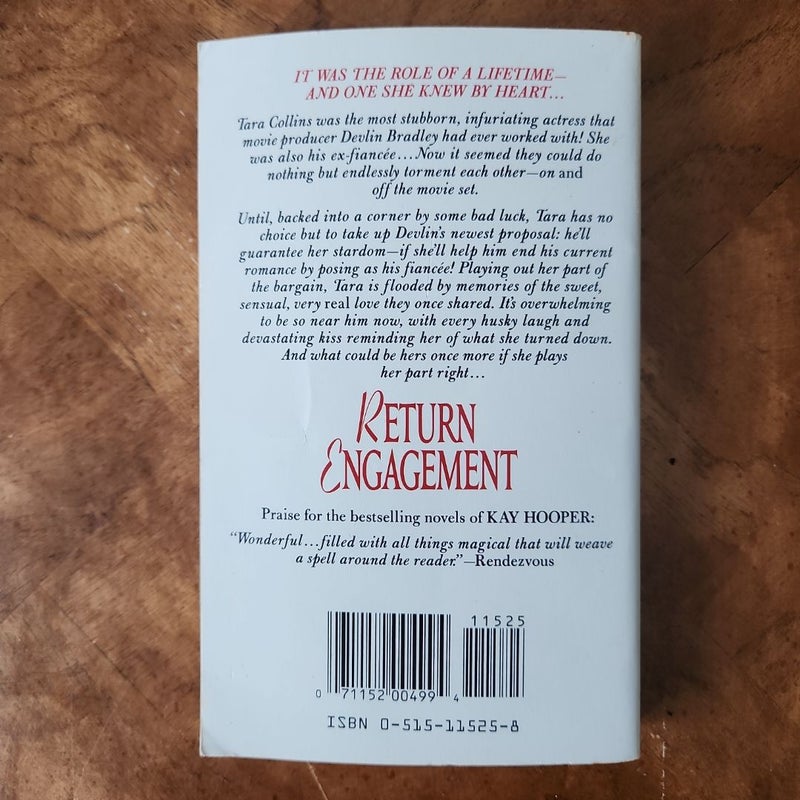 IT WAS THE ROLE OF A LIFETIME—
AND ONE SHE KNEW BY HEART...
Tara Collins was the most stubborn, infuriating actress that
movie producer Devlin Bradley had ever worked with! She
was also his ex-fiancée...Now it seemed they could do
nothing but endlessly torment each other—on and
off the movie set.
Until, backed into a corner by some bad luck, Tara has no
choice but to take up Devlin's newest proposal: he'll
guarantee her stardom—if she'll help him end his current
romance by posing as his fiancée! Playing out her part of
the bargain, Tara is flooded by memories of the sweet,
sensual, very real love they once shared. It's overwhelming
to be so near him now, with every husky laugh and
devastating kiss reminding her of what she turned down.
And what could be hers once more if she plays
her part right...
RETURN
ENGAGEMENT
Praise for the bestselling novels of KAY HOOPER:
"Wonderful...filled with all things magical that will weave
a spell around the reader."—Rendezvous
11525
0 71152 00499 4
ISBN 0-515-11525-8